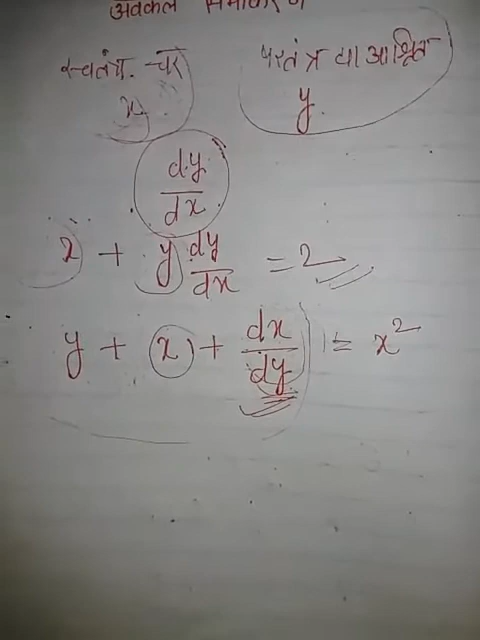 अवकल समीकरण
स्वतंत्र. चर परतंत्र या आश्रित
x y.
dy
dx
x + y dy/dx = 2
y + x + dx/dy = x²